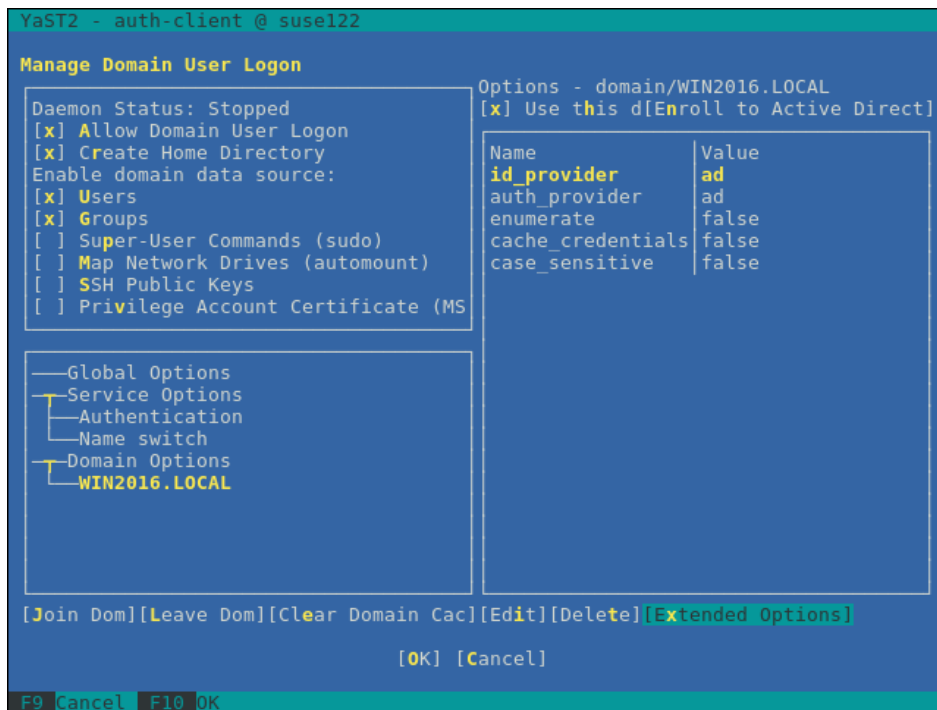 YaST2 - auth-client @ suse122
Manage Domain User Logon
Daemon Status: Stopped
[x] Allow Domain User Logon
[x] Create Home Directory
Enable domain data source:
[x] Users
[x] Groups
[ ] Super-User Commands (sudo)
[ ] Map Network Drives (automount)
[ ] SSH Public Keys
[ ] Privilege Account Certificate (MS
Global Options
Service Options
Authentication
Name switch
Domain Options
WIN2016.LOCAL
Options - domain/WIN2016.LOCAL
[x] Use this d[Enroll to Active Direct]
Name Value
id_provider ad
auth_provider ad
enumerate false
cache_credentials false
case_sensitive false
[Join Dom][Leave Dom][Clear Domain Cac][Edit][Delete][Extended Options]
[OK] [Cancel]
F9 Cancel F10 OK